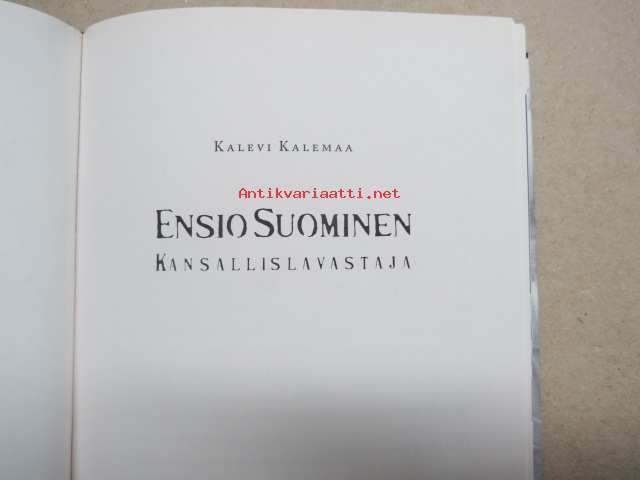 KALEVI KALEMAA
Antikvariaatti.net
ENSIO SUOMINEN
KANSALLISLAVASTAJA